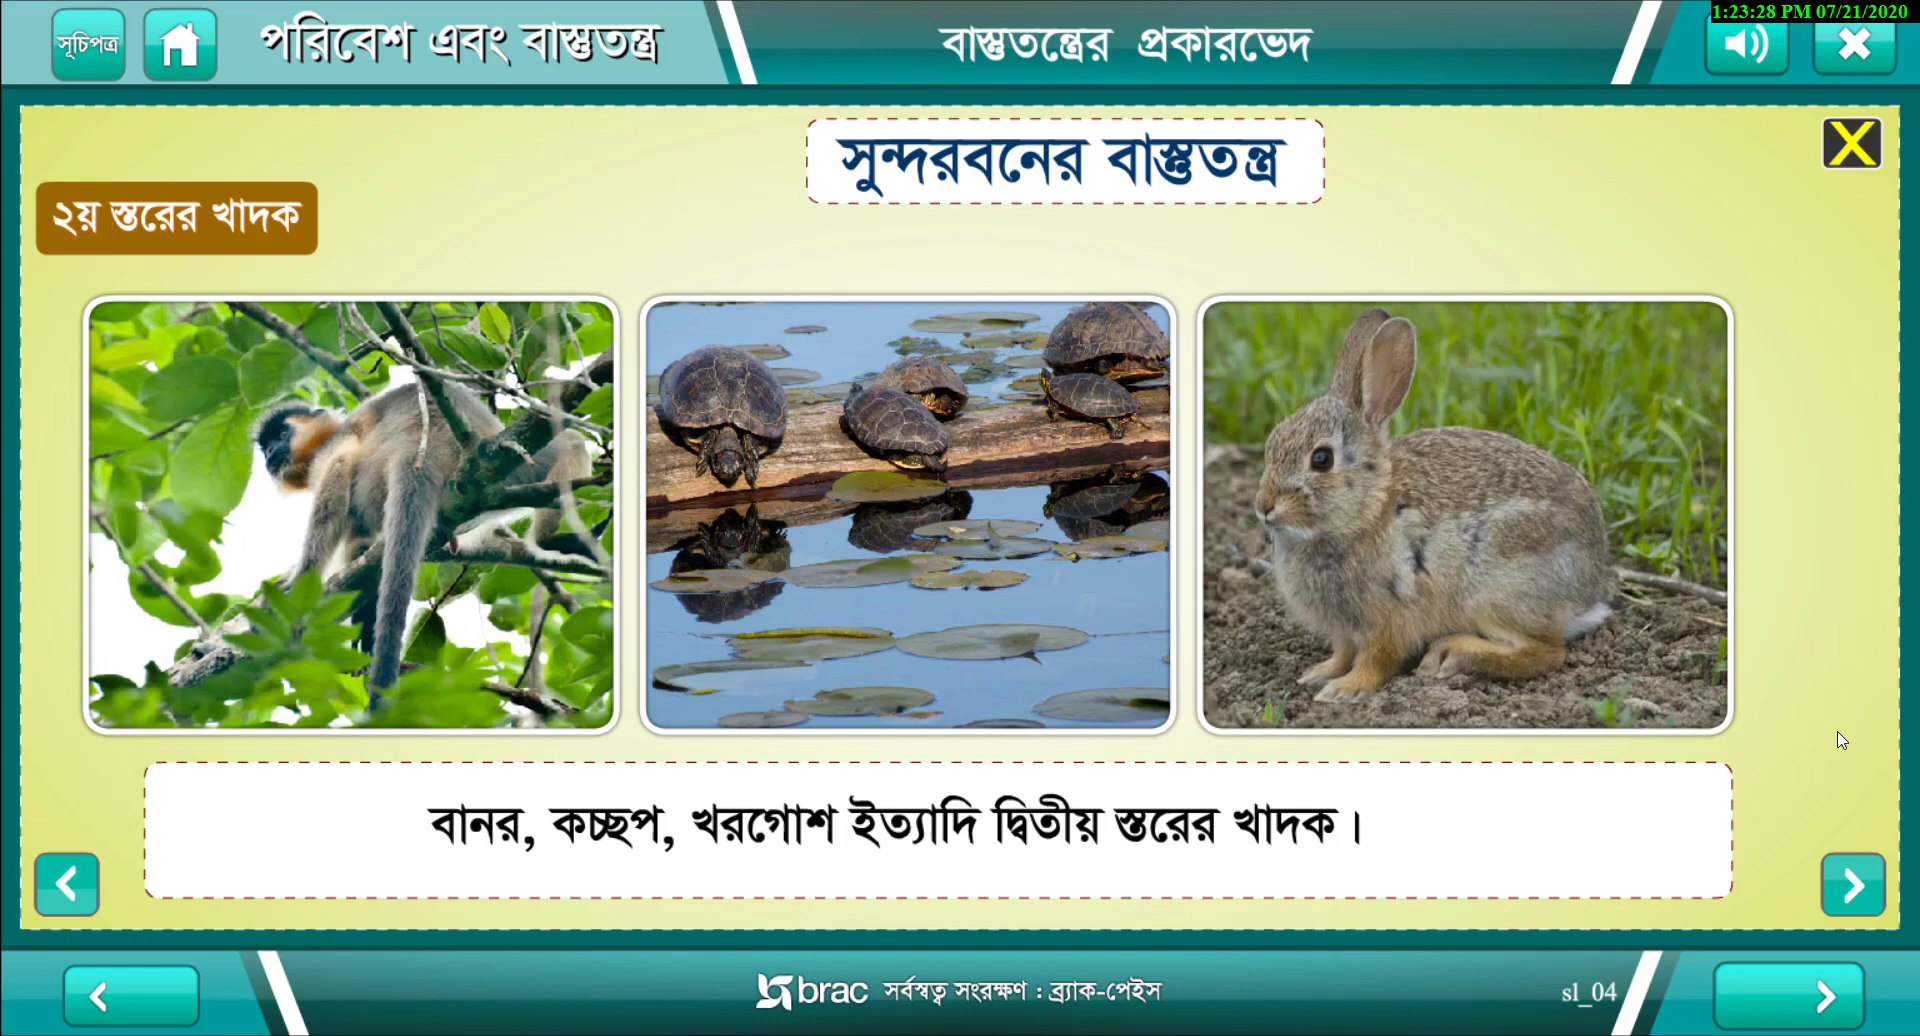 1:23:28 PM 07/21/2020
সূচিপত্র
পরিবেশ এবং বাস্তুতন্ত্র
বাস্তুতন্ত্রের প্রকারভেদ
সুন্দরবনের বাস্তুতন্ত্র
২য় স্তরের খাদক
বানর, কচ্ছপ, খরগোশ ইত্যাদি দ্বিতীয় স্তরের খাদক।
brac সর্বস্বত্ব সংরক্ষণ : ব্র্যাক-পেইস
sl_04